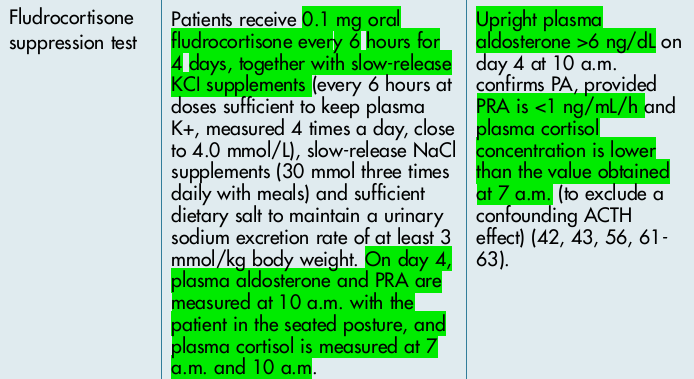 Fludrocortisone
suppression test
Patients receive 0.1 mg oral
fludrocortisone every 6 hours for
4 days, together with slow-release
KCl supplements (every 6 hours at
doses sufficient to keep plasma
K+, measured 4 times a day, close
to 4.0 mmol/L), slow-release NaCl
supplements (30 mmol three times
daily with meals) and sufficient
dietary salt to maintain a urinary
sodium excretion rate of at least 3
mmol/kg body weight. On day 4,
plasma aldosterone and PRA are
measured at 10 a.m. with the
patient in the seated posture, and
plasma cortisol is measured at 7
a.m. and 10 a.m.
Upright plasma
aldosterone >6 ng/dL on
day 4 at 10 a.m.
confirms PA, provided
PRA is <1 ng/mL/h and
plasma cortisol
concentration is lower
than the value obtained
at 7 a.m. (to exclude a
confounding ACTH
effect) (42, 43, 56, 61-
63).